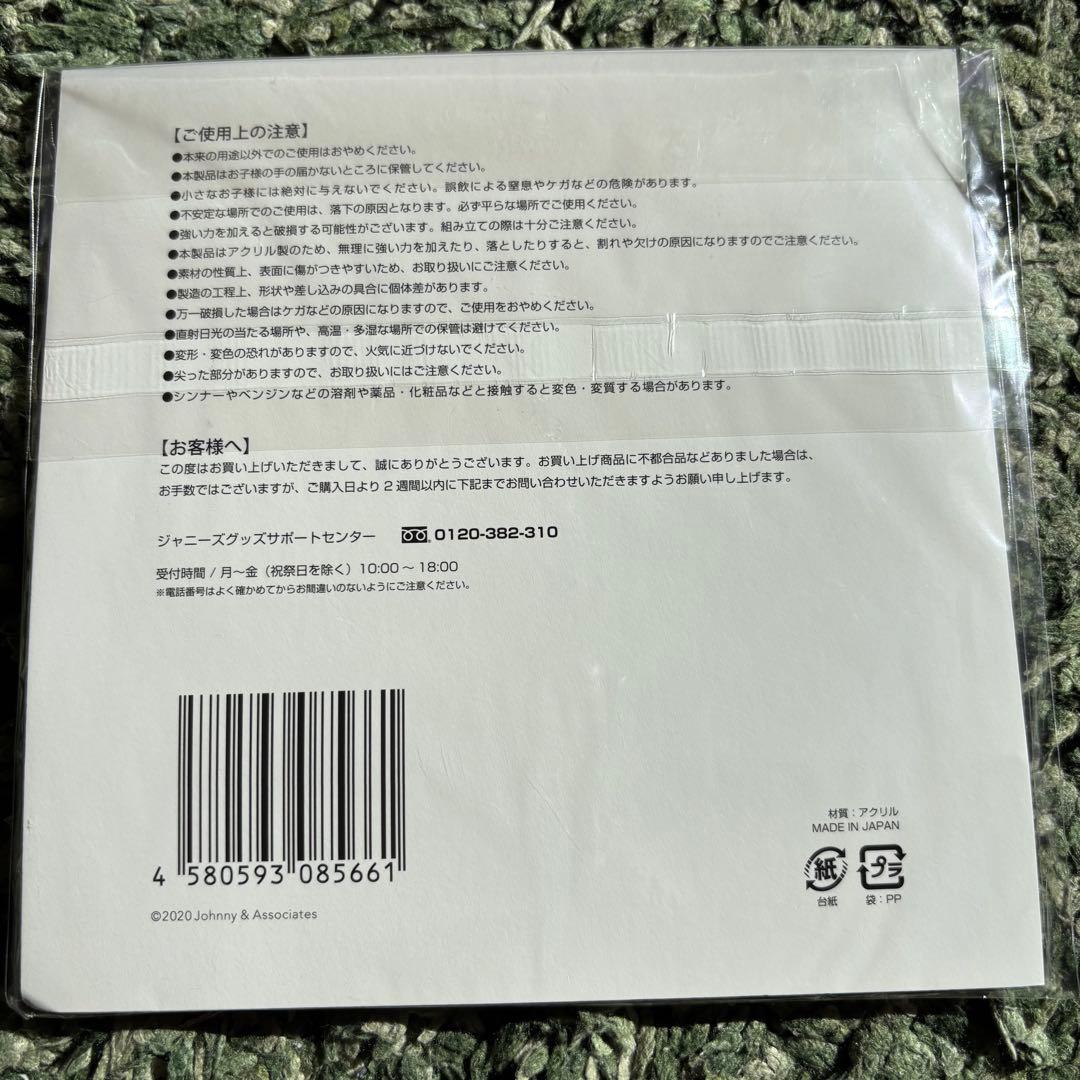 【ご使用上の注意】
●本来の用途以外でのご使用はおやめください。
●本製品はお子様の手の届かないところに保管してください。
●小さなお子様には絶対に与えないでください。誤飲による窒息やケガなどの危険があります。
●不安定な場所でのご使用は、落下の原因となります。必ず平らな場所でご使用ください。
●強い力を加えると破損する可能性がございます。組み立ての際は十分ご注意ください。
●本製品はアクリル製のため、無理に強い力を加えたり、落としたりすると、割れや欠けの原因になりますのでご注意ください。
●素材の性質上、表面に傷がつきやすいため、お取り扱いにご注意ください。
●製造の工程上、形状や差し込みの具合に個体差があります。
●万一破損した場合はケガなどの原因になりますので、ご使用をおやめください。
●直射日光の当たる場所や、高温・多湿な場所での保管は避けてください。
●変形・変色の恐れがありますので、火気に近づけないでください。
●尖った部分がありますので、お取り扱いにはご注意ください。
●シンナーやベンジンなどの溶剤や薬品・化粧品などと接触すると変色・変質する場合があります。
【お客様へ】
この度はお買い上げいただきまして、誠にありがとうございます。お買い上げ商品に不都合品などありました場合は、
お手数ではございますが、ご購入日より2週間以内に下記までお問い合わせいただきますようお願い申し上げます。
ジャニーズグッズサポートセンター 0120-382-310
受付時間 / 月〜金（祝祭日を除く）10:00〜18:00
※電話番号はよく確かめてからお間違いのないようにご注意ください。
4 580593 085661
©2020 Johnny & Associates
材質：アクリル
MADE IN JAPAN
紙 プラ
台紙 袋：PP